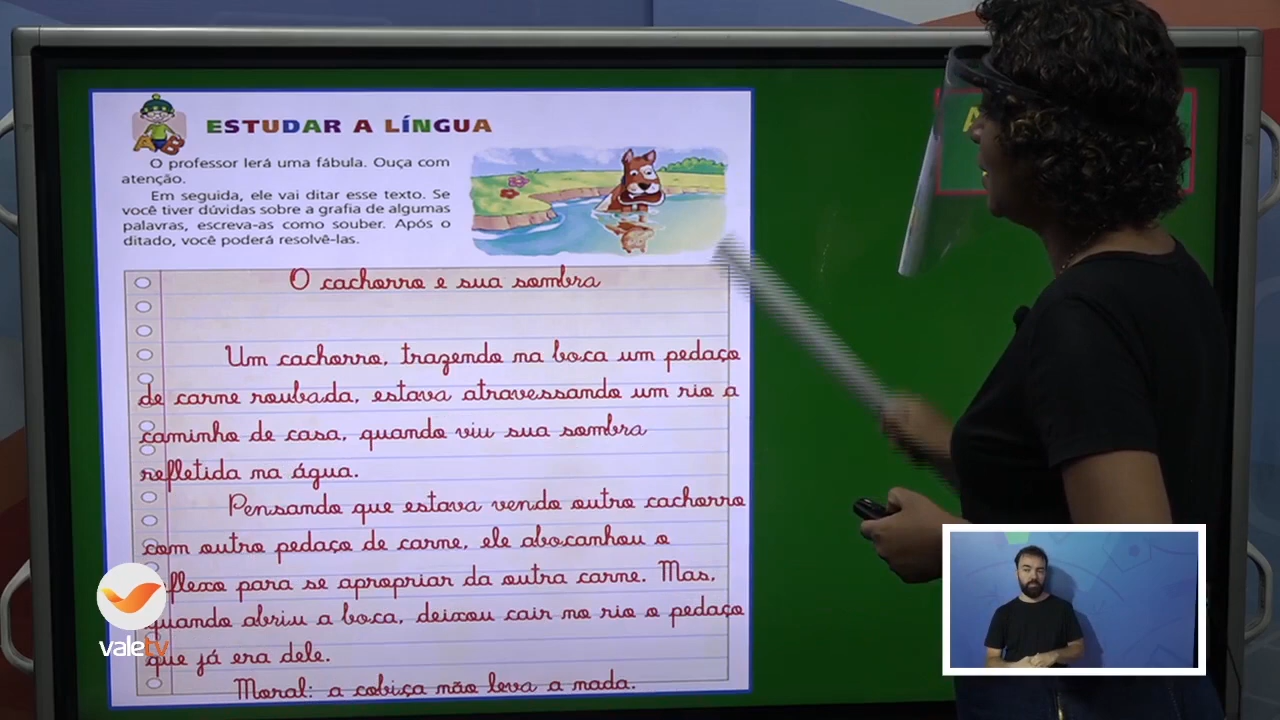 ESTUDAR A LÍNGUA
O professor lerá uma fábula. Ouça com
atenção.
Em seguida, ele vai ditar esse texto. Se
você tiver dúvidas sobre a grafia de algumas
palavras, escreva-as como souber. Após o
ditado, você poderá resolvê-las.
O cachorro e sua sombra
Um cachorro, trazendo na boca um pedaço
de carne roubada, estava atravessando um rio a
caminho de casa, quando viu sua sombra
refletida na água.
Pensando que estava vendo outro cachorro
com outro pedaço de carne, ele abocanhou o
reflexo para se apropriar da outra carne. Mas,
quando abriu a boca, deixou cair no rio o pedaço
que já era dele.
Moral: a cobiça não leva a nada.
valetv